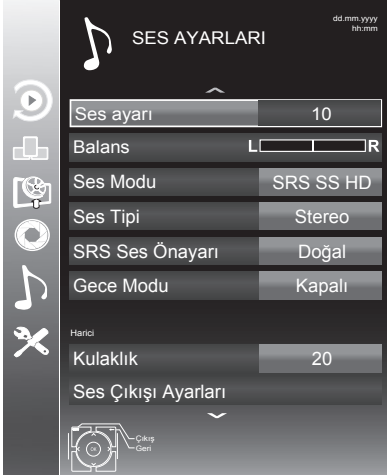 SES AYARLARI
dd.mm.yyyy
hh:mm
Ses ayarı 10
Balans L R
Ses Modu SRS SS HD
Ses Tipi Stereo
SRS Ses Önayarı Doğal
Gece Modu Kapalı
Harici
Kulaklık 20
Ses Çıkışı Ayarları
OK
Çıkış
Geri